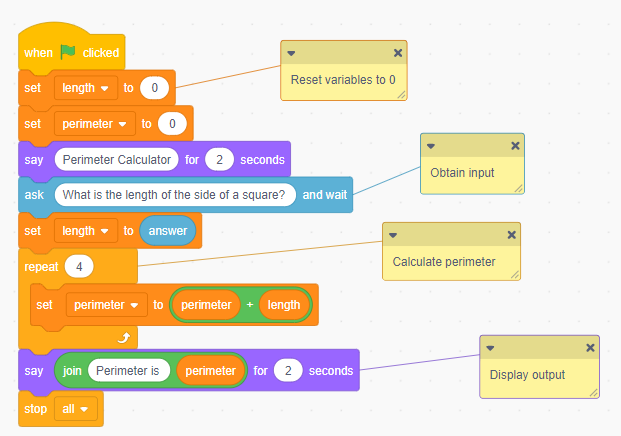 when clicked
set length to 0
Reset variables to 0
set perimeter to 0
say Perimeter Calculator for 2 seconds
ask What is the length of the side of a square? and wait
Obtain input
set length to answer
repeat 4
Calculate perimeter
set perimeter to perimeter + length
say join Perimeter is perimeter for 2 seconds
Display output
stop all